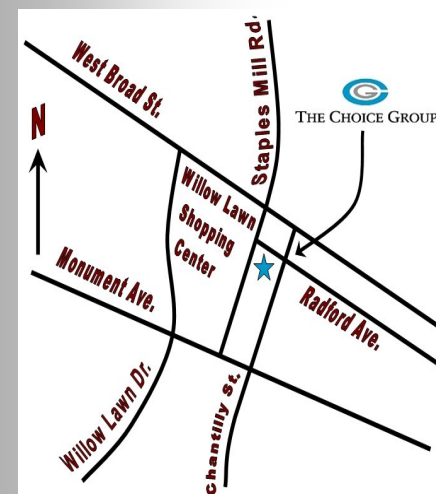 West Broad St.
Staples Mill Rd.
THE CHOICE GROUP
N
Willow Lawn
Shopping
Center
Monument Ave.
Radford Ave.
Willow Lawn Dr.
Chantilly St.